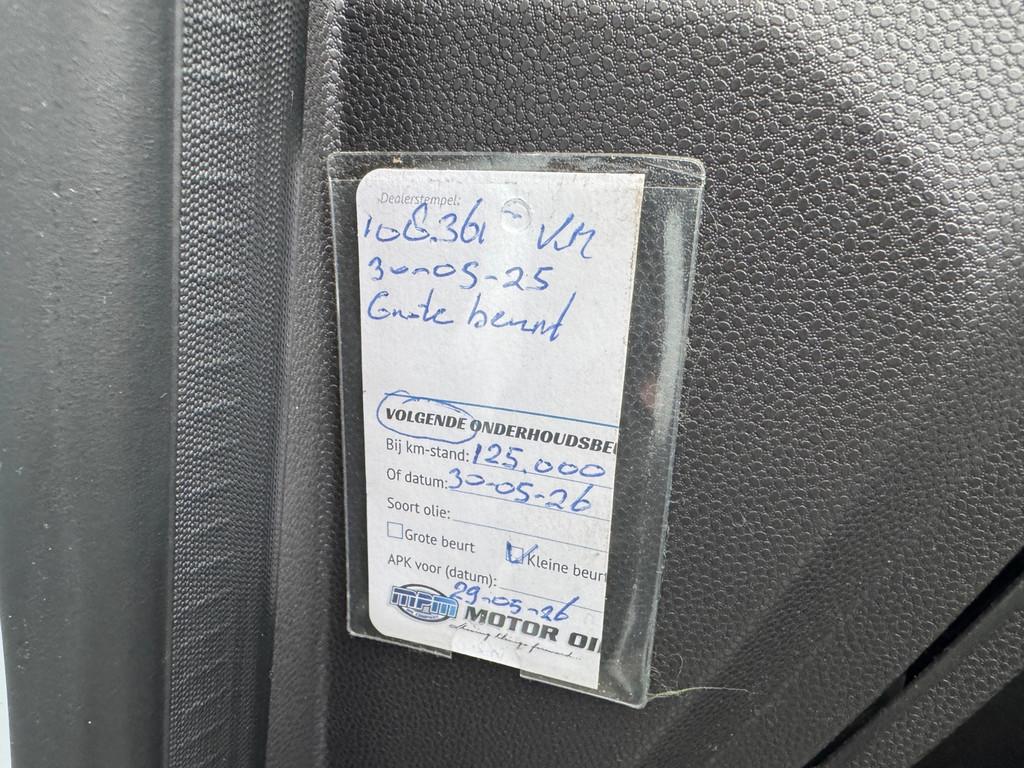 Dealerstempel:
108.361 KM
30-05-25
Grote beurt
VOLGENDE ONDERHOUDSBEU
Bij km-stand: 125.000
Of datum: 30-05-26
Soort olie:
Grote beurt Kleine beurt
APK voor (datum):
29-05-26
MPM MOTOR OI